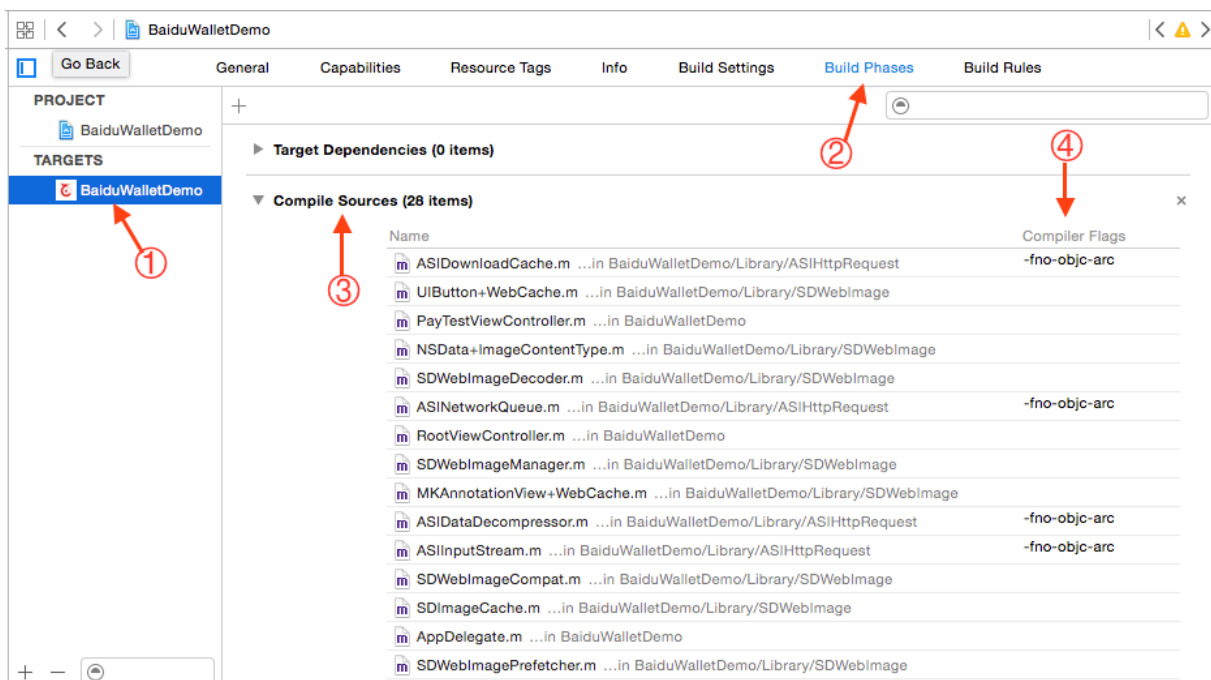 BaiduWalletDemo
Go Back
General Capabilities Resource Tags Info Build Settings Build Phases Build Rules
PROJECT
BaiduWalletDemo
TARGETS
BaiduWalletDemo
①
②
④
Target Dependencies (0 items)
Compile Sources (28 items)
③
Name Compiler Flags
ASIDownloadCache.m ...in BaiduWalletDemo/Library/ASIHttpRequest -fno-objc-arc
UIButton+WebCache.m ...in BaiduWalletDemo/Library/SDWebImage
PayTestViewController.m ...in BaiduWalletDemo
NSData+ImageContentType.m ...in BaiduWalletDemo/Library/SDWebImage
SDWebImageDecoder.m ...in BaiduWalletDemo/Library/SDWebImage
ASINetworkQueue.m ...in BaiduWalletDemo/Library/ASIHttpRequest -fno-objc-arc
RootViewController.m ...in BaiduWalletDemo
SDWebImageManager.m ...in BaiduWalletDemo/Library/SDWebImage
MKAnnotationView+WebCache.m ...in BaiduWalletDemo/Library/SDWebImage
ASIDataDecompressor.m ...in BaiduWalletDemo/Library/ASIHttpRequest -fno-objc-arc
ASIInputStream.m ...in BaiduWalletDemo/Library/ASIHttpRequest -fno-objc-arc
SDWebImageCompat.m ...in BaiduWalletDemo/Library/SDWebImage
SDImageCache.m ...in BaiduWalletDemo/Library/SDWebImage
AppDelegate.m ...in BaiduWalletDemo
SDWebImagePrefetcher.m ...in BaiduWalletDemo/Library/SDWebImage